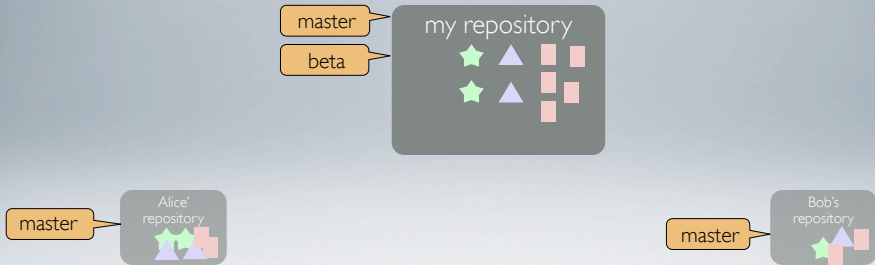 master
my repository
beta
Alice'
repository
master
Bob's
repository
master